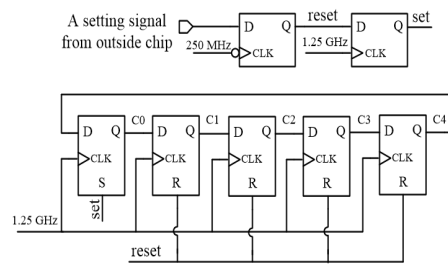 A setting signal
from outside chip
D Q reset D Q set
250 MHz CLK 1.25 GHz CLK
C0 C1 C2 C3 C4
D Q D Q D Q D Q D Q
CLK CLK CLK CLK CLK
S R R R R
set
1.25 GHz
reset